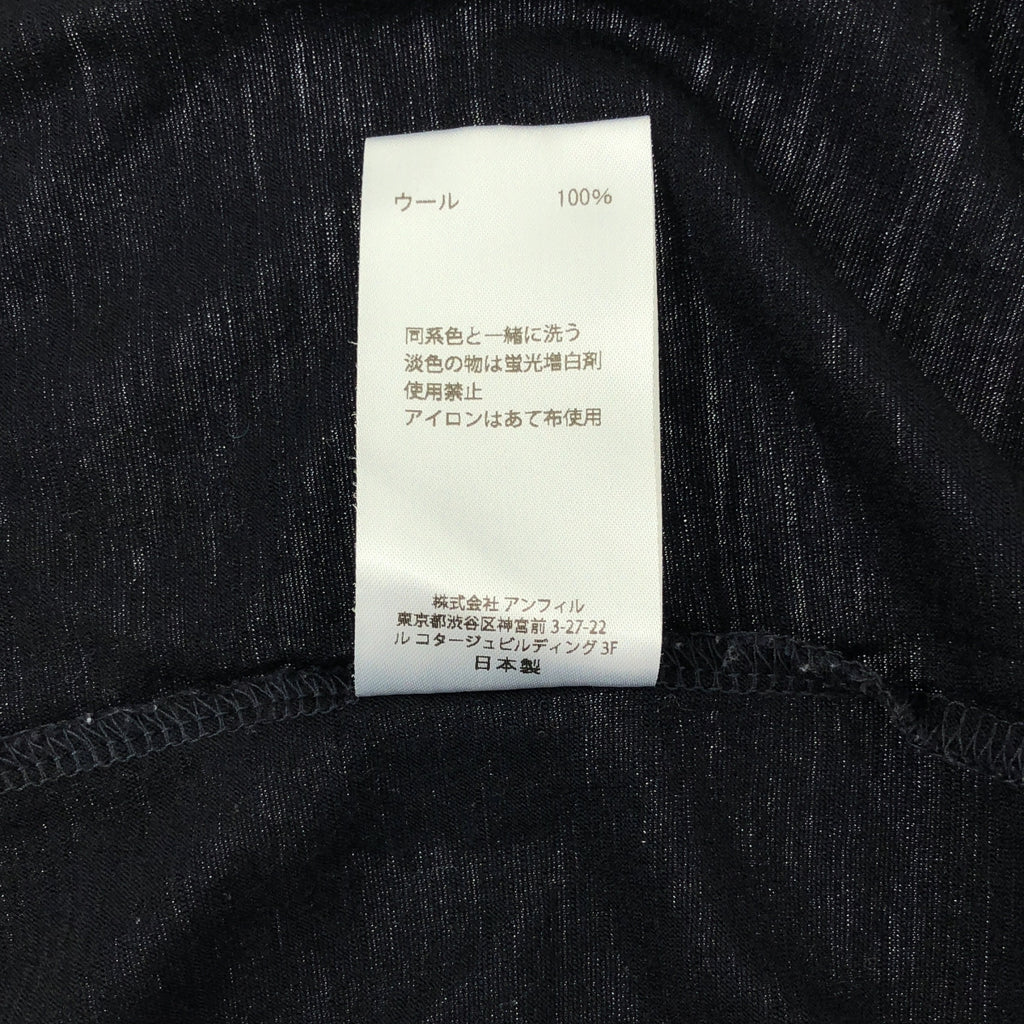 ウール 100%
同系色と一緒に洗う
淡色の物は蛍光増白剤
使用禁止
アイロンはあて布使用
株式会社 アンフィル
東京都渋谷区神宮前 3-27-22
ル コタージュビルディング 3F
日本製